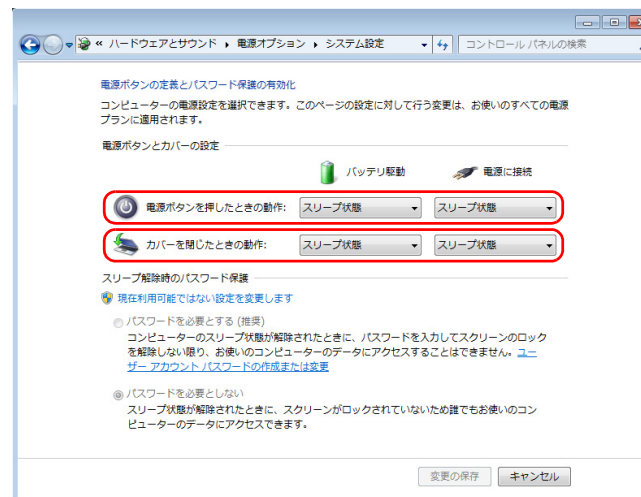 « ハードウェアとサウンド ▸ 電源オプション ▸ システム設定
コントロール パネルの検索
電源ボタンの定義とパスワード保護の有効化
コンピューターの電源設定を選択できます。このページの設定に対して行う変更は、お使いのすべての電源
プランに適用されます。
電源ボタンとカバーの設定
バッテリ駆動 電源に接続
電源ボタンを押したときの動作: スリープ状態 スリープ状態
カバーを閉じたときの動作: スリープ状態 スリープ状態
スリープ解除時のパスワード保護
現在利用可能ではない設定を変更します
パスワードを必要とする (推奨)
コンピューターのスリープ状態が解除されたときに、パスワードを入力してスクリーンのロック
を解除しない限り、お使いのコンピューターのデータにアクセスすることはできません。ユー
ザー アカウント パスワードの作成または変更
パスワードを必要としない
スリープ状態が解除されたときに、スクリーンがロックされていないため誰でもお使いのコン
ピューターのデータにアクセスできます。
変更の保存 キャンセル